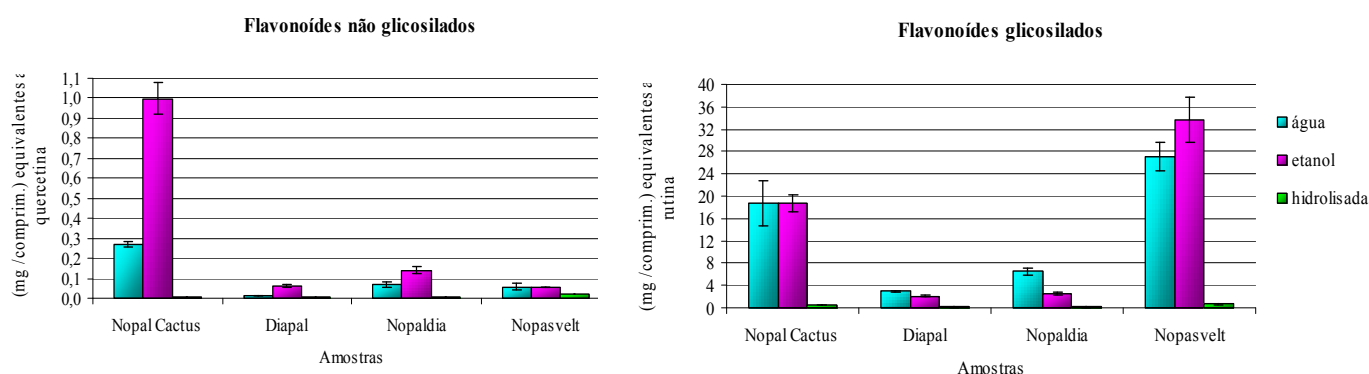 Flavonoídes não glicosilados
(mg /comprim.) equivalentes a
quercetina
1,1
1,0
0,9
0,8
0,7
0,6
0,5
0,4
0,3
0,2
0,1
0,0
Nopal Cactus Diapal Nopaldia Nopasvelt
Amostras
Flavonoídes glicosilados
(mg /comprim.) equivalentes a
rutina
40
36
32
28
24
20
16
12
8
4
0
Nopal Cactus Diapal Nopaldia Nopasvelt
Amostras
água
etanol
hidrolisada